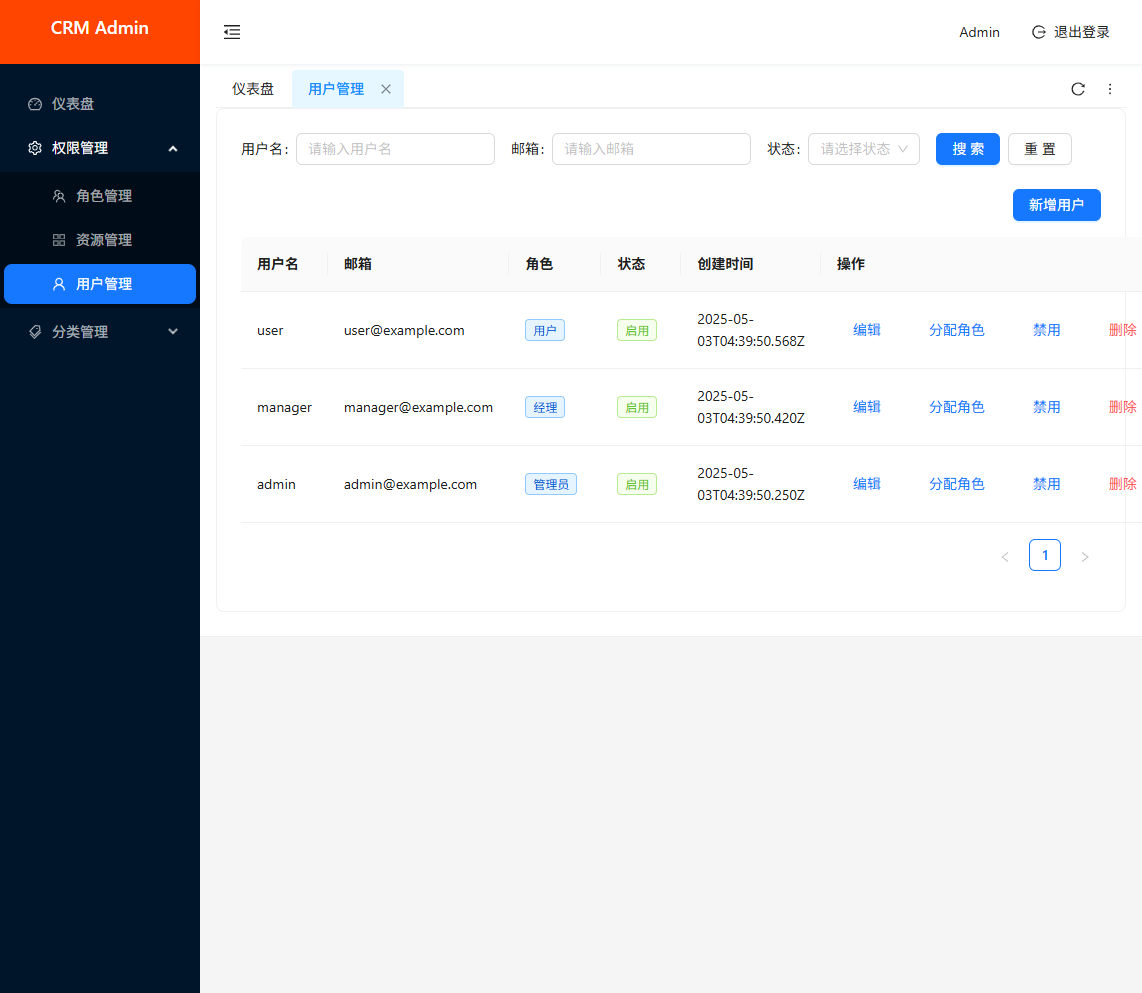 CRM Admin
Admin
退出登录
仪表盘
权限管理
角色管理
资源管理
用户管理
分类管理
仪表盘
用户管理
用户名:
请输入用户名
邮箱:
请输入邮箱
状态:
请选择状态
搜 索
重 置
新增用户
用户名 邮箱 角色 状态 创建时间 操作
user user@example.com 用户 启用 2025-05-
03T04:39:50.568Z 编辑 分配角色 禁用 删除
manager manager@example.com 经理 启用 2025-05-
03T04:39:50.420Z 编辑 分配角色 禁用 删除
admin admin@example.com 管理员 启用 2025-05-
03T04:39:50.250Z 编辑 分配角色 禁用 删除
1